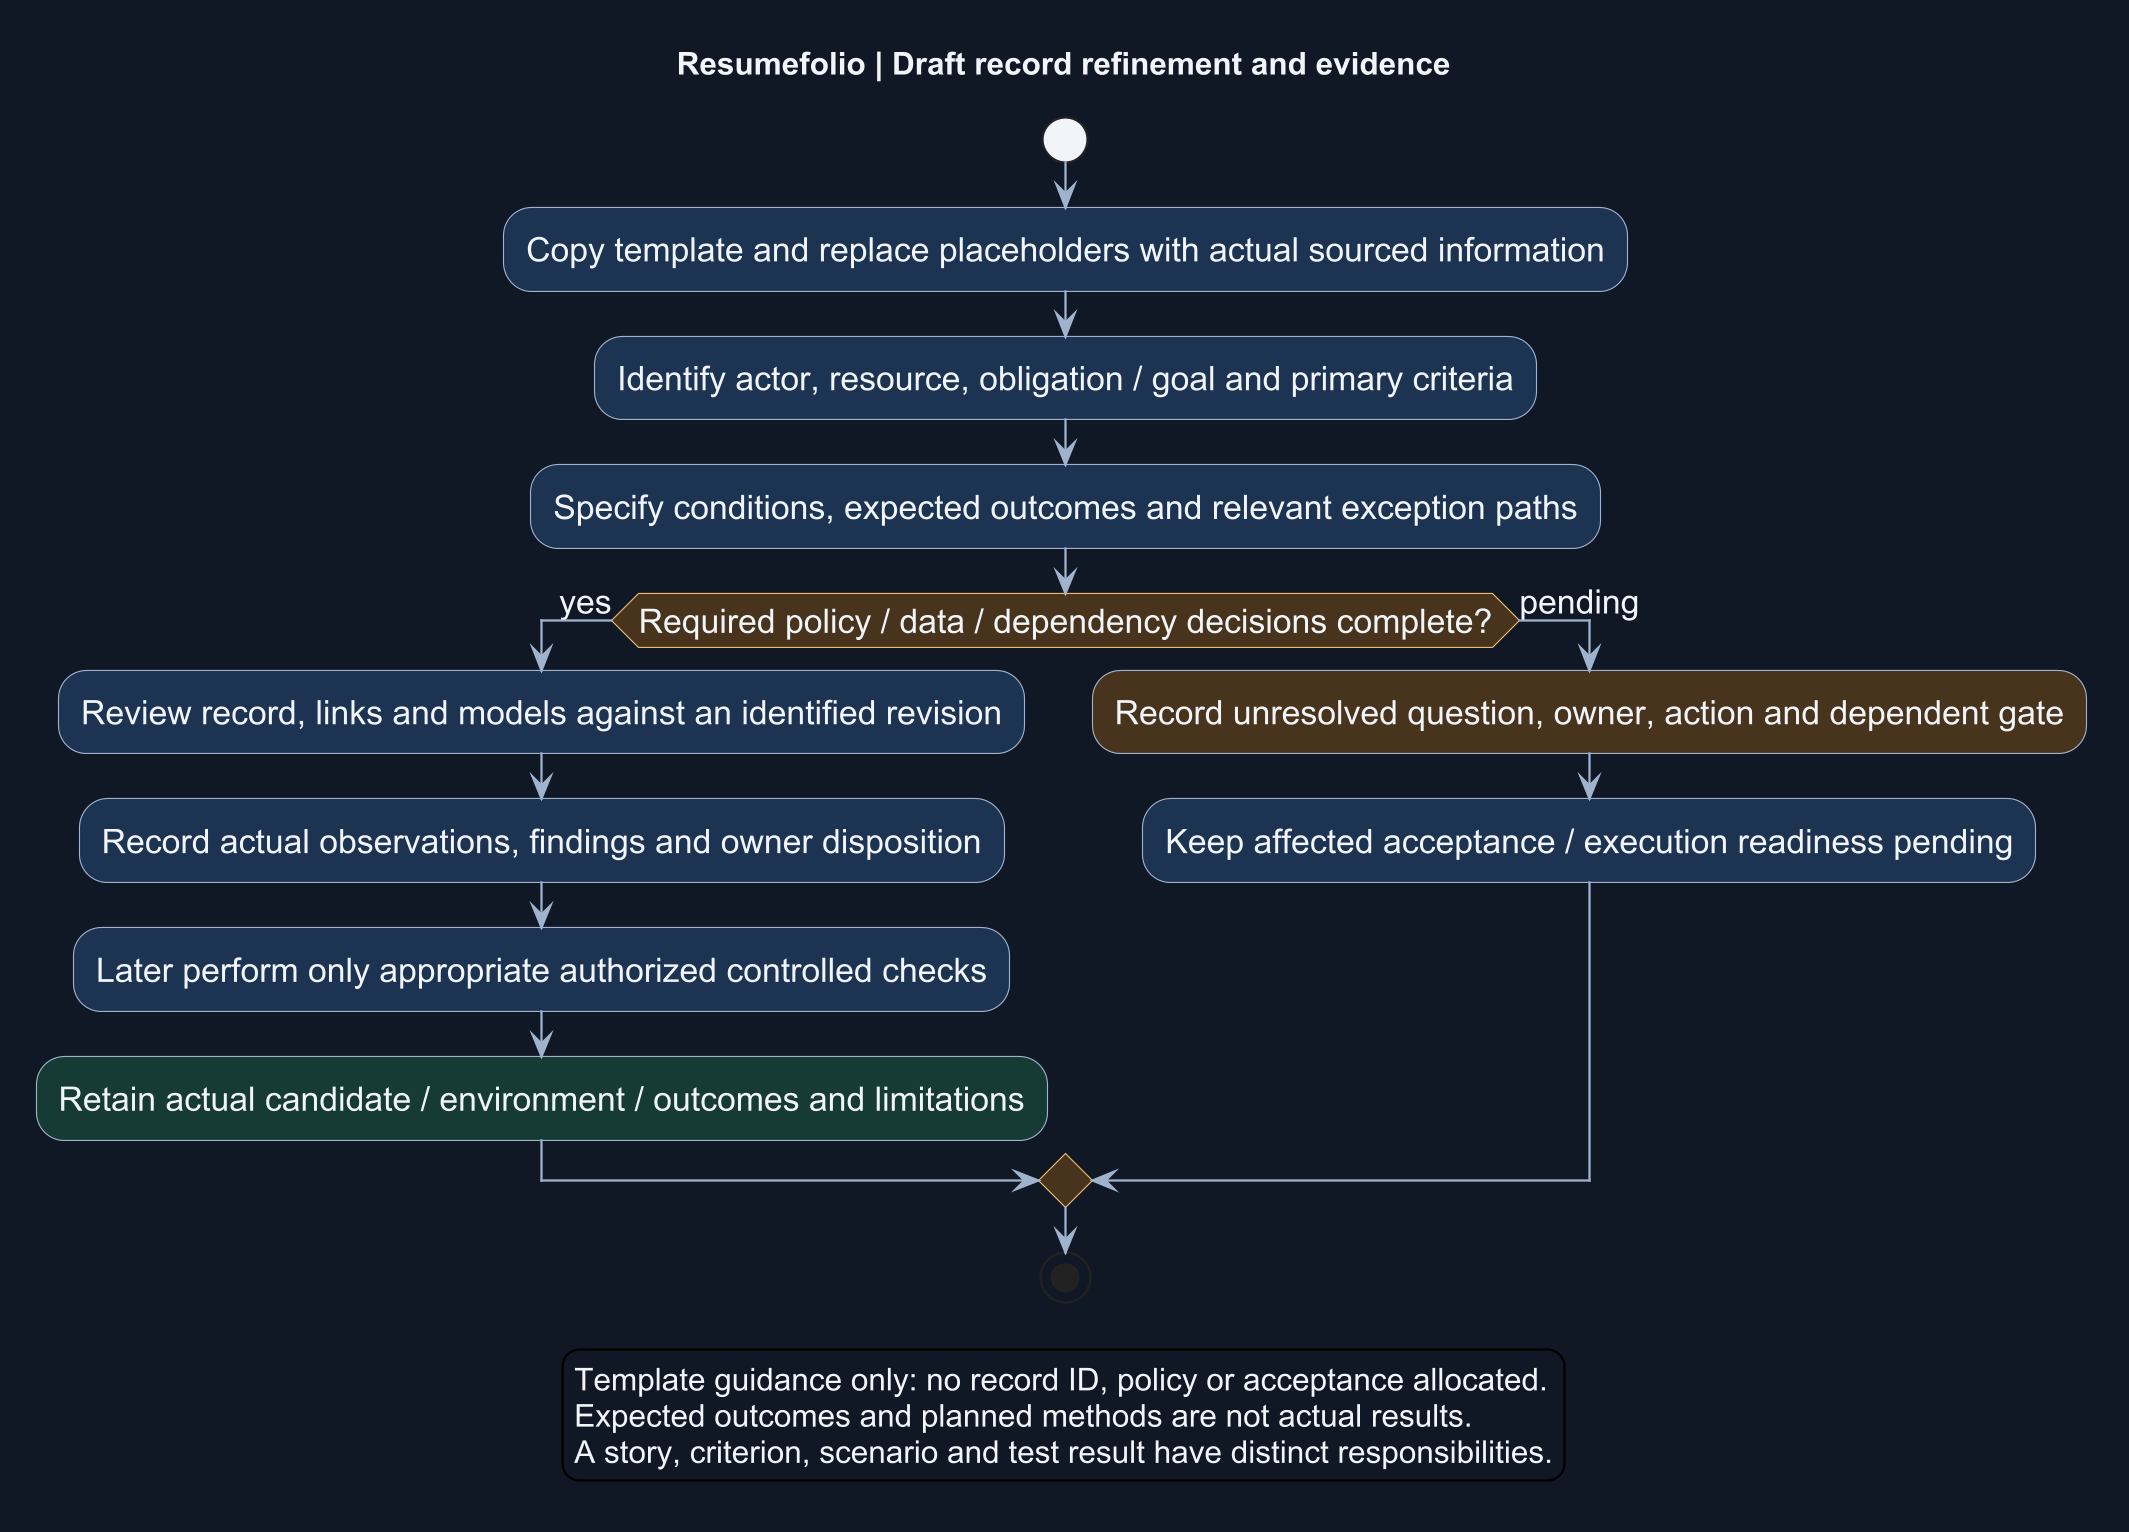 Resumefolio | Draft record refinement and evidence
Copy template and replace placeholders with actual sourced information
Identify actor, resource, obligation / goal and primary criteria
Specify conditions, expected outcomes and relevant exception paths
yes
Required policy / data / dependency decisions complete?
pending
Review record, links and models against an identified revision
Record unresolved question, owner, action and dependent gate
Record actual observations, findings and owner disposition
Keep affected acceptance / execution readiness pending
Later perform only appropriate authorized controlled checks
Retain actual candidate / environment / outcomes and limitations
Template guidance only: no record ID, policy or acceptance allocated.
Expected outcomes and planned methods are not actual results.
A story, criterion, scenario and test result have distinct responsibilities.